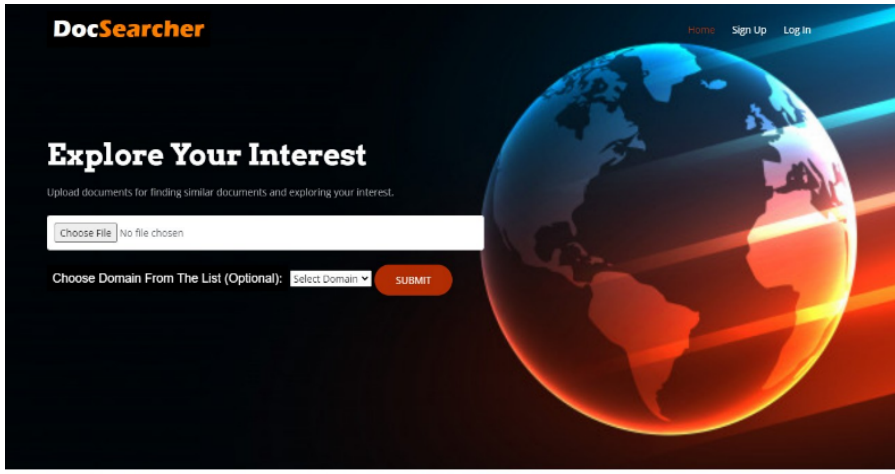 DocSearcher
Home Sign Up Log In
Explore Your Interest
Upload documents for finding similar documents and exploring your interest.
Choose File No file chosen
Choose Domain From The List (Optional): Select Domain SUBMIT